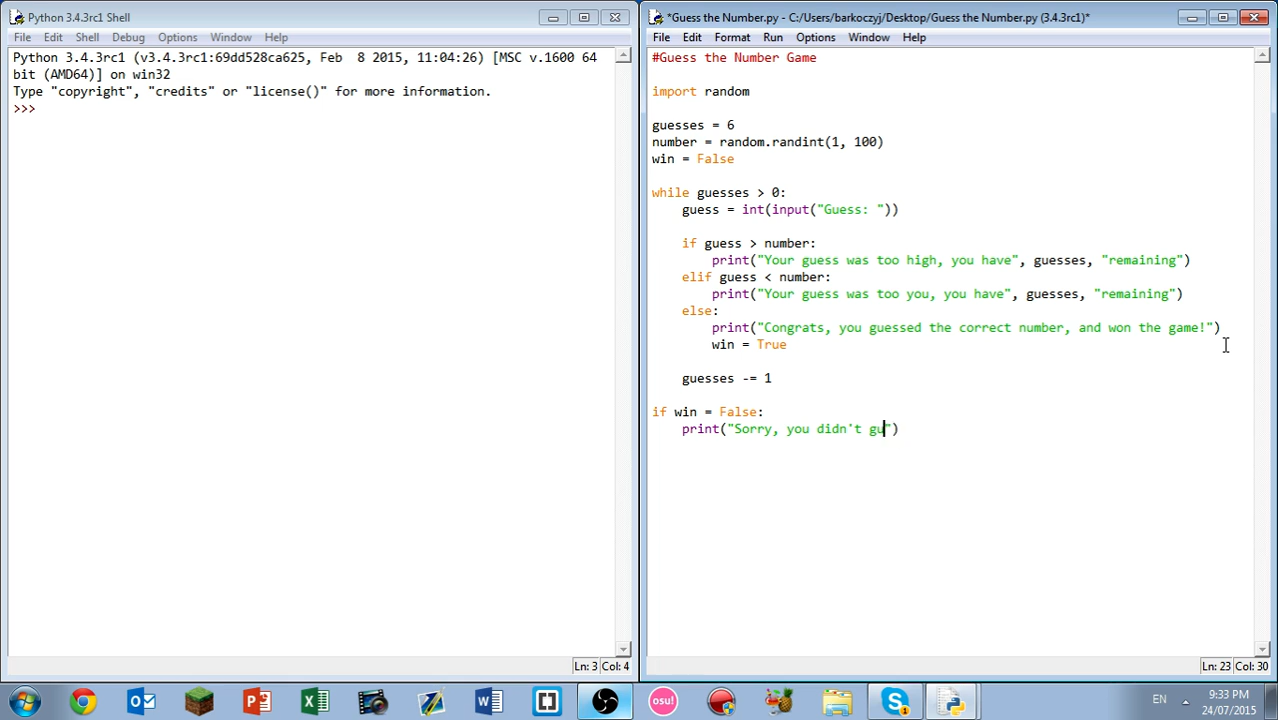 Python 3.4.3rc1 Shell
File Edit Shell Debug Options Window Help
Python 3.4.3rc1 (v3.4.3rc1:69dd528ca625, Feb  8 2015, 11:04:26) [MSC v.1600 64
bit (AMD64)] on win32
Type "copyright", "credits" or "license()" for more information.
>>>
Ln: 3 Col: 4
*Guess the Number.py - C:/Users/barkoczyj/Desktop/Guess the Number.py (3.4.3rc1)*
File Edit Format Run Options Window Help
#Guess the Number Game
import random
guesses = 6
number = random.randint(1, 100)
win = False
while guesses > 0:
    guess = int(input("Guess: "))
    if guess > number:
        print("Your guess was too high, you have", guesses, "remaining")
    elif guess < number:
        print("Your guess was too you, you have", guesses, "remaining")
    else:
        print("Congrats, you guessed the correct number, and won the game!")
        win = True
    guesses -= 1
if win = False:
    print("Sorry, you didn't gu")
Ln: 23 Col: 30
osu!
EN
9:33 PM
24/07/2015